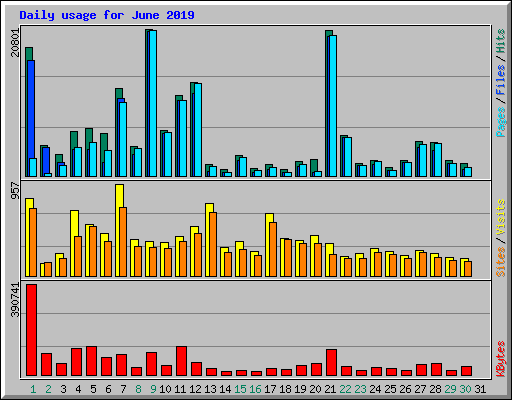 Daily usage for June 2019
20801
Pages / Files / Hits
957
Sites / Visits
390741
KBytes
1 2 3 4 5 6 7 8 9 10 11 12 13 14 15 16 17 18 19 20 21 22 23 24 25 26 27 28 29 30 31